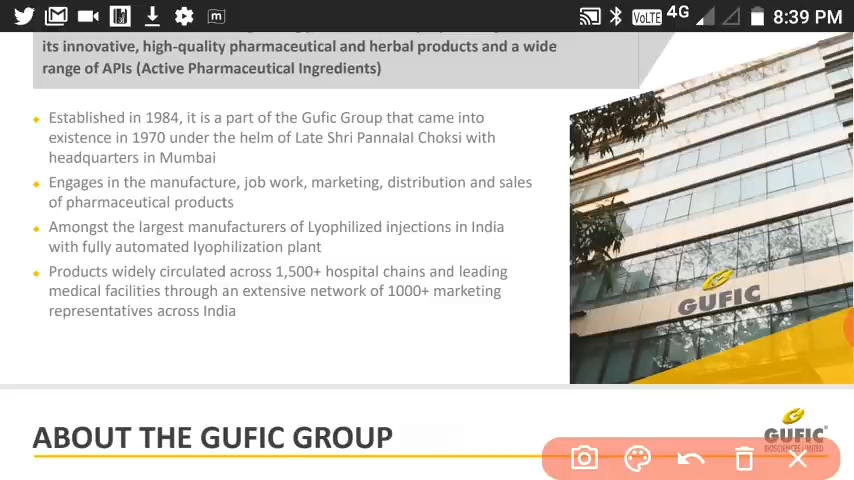 VoLTE 4G 8:39 PM
its innovative, high-quality pharmaceutical and herbal products and a wide
range of APIs (Active Pharmaceutical Ingredients)
Established in 1984, it is a part of the Gufic Group that came into
existence in 1970 under the helm of Late Shri Pannalal Choksi with
headquarters in Mumbai
Engages in the manufacture, job work, marketing, distribution and sales
of pharmaceutical products
Amongst the largest manufacturers of Lyophilized injections in India
with fully automated lyophilization plant
Products widely circulated across 1,500+ hospital chains and leading
medical facilities through an extensive network of 1000+ marketing
representatives across India
GUFIC
ABOUT THE GUFIC GROUP
GUFIC
BIOSCIENCES LIMITED